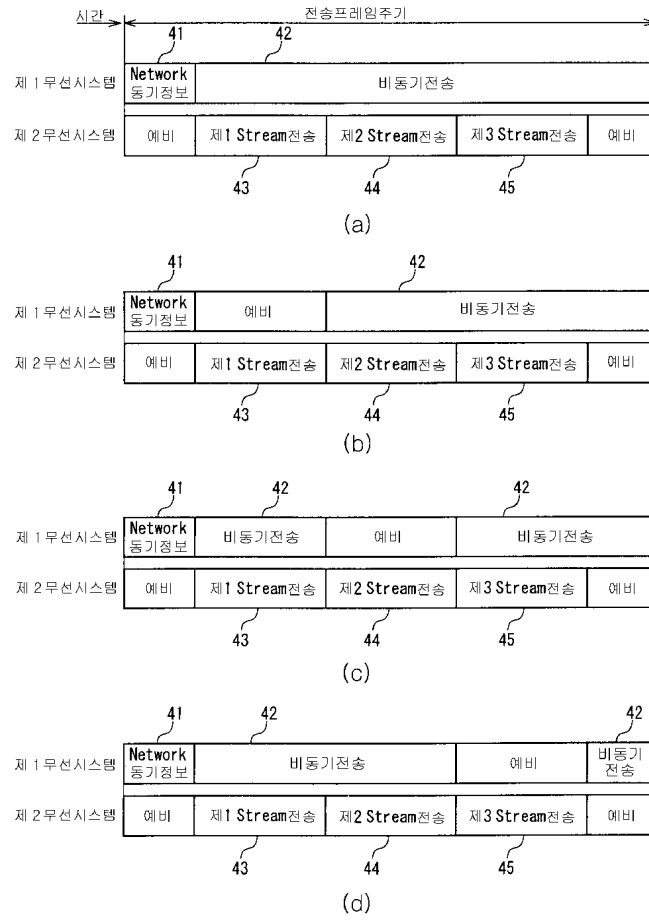 시간 전송프레임주기
41 42
제1무선시스템 Network 동기정보 비동기전송
제2무선시스템 예비 제1 Stream전송 제2 Stream전송 제3 Stream전송 예비
43 44 45
(a)
41 42
제1무선시스템 Network 동기정보 예비 비동기전송
제2무선시스템 예비 제1 Stream전송 제2 Stream전송 제3 Stream전송 예비
43 44 45
(b)
41 42 42
제1무선시스템 Network 동기정보 비동기전송 예비 비동기전송
제2무선시스템 예비 제1 Stream전송 제2 Stream전송 제3 Stream전송 예비
43 44 45
(c)
41 42 42
제1무선시스템 Network 동기정보 비동기전송 예비 비동기 전송
제2무선시스템 예비 제1 Stream전송 제2 Stream전송 제3 Stream전송 예비
43 44 45
(d)